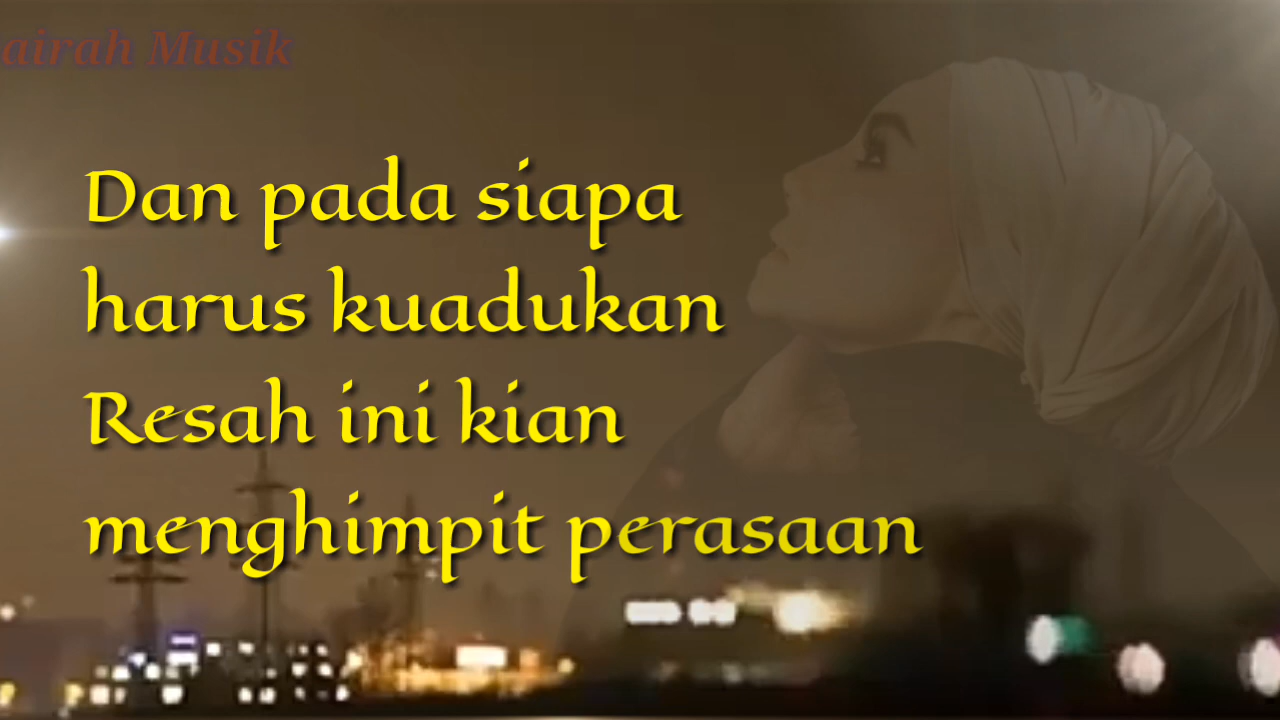 airah Musik
Dan pada siapa
harus kuadukan
Resah ini kian
menghimpit perasaan